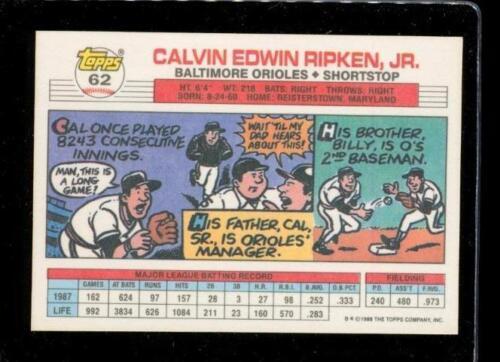 Topps
62
CALVIN EDWIN RIPKEN, JR.
BALTIMORE ORIOLES ◆ SHORTSTOP
HT: 6'4" WT: 218 BATS: RIGHT THROWS: RIGHT
BORN: 8-24-60 HOME: REISTERSTOWN, MARYLAND
CAL ONCE PLAYED
8243 CONSECUTIVE
INNINGS.
MAN, THIS IS
A LONG
GAME!
WAIT 'TIL MY
DAD HEARS
ABOUT THIS!
HIS FATHER, CAL,
SR., IS ORIOLES'
MANAGER.
HIS BROTHER,
BILLY, IS O'S
2ND BASEMAN.
MAJOR LEAGUE BATTING RECORD FIELDING
GAMES AT BATS RUNS HITS 2B 3B H.R. R.B.I. B.AVG. SL.PCT. P.O. ASS'T F.AVG.
1987 162 624 97 157 28 3 27 98 .252 .333 240 480 .973
LIFE 992 3834 626 1084 211 23 160 570 .283
B* © 1988 THE TOPPS COMPANY, INC.